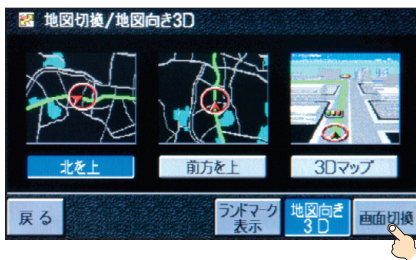 地図切換/地図向き3D
北を上
前方を上
3Dマップ
戻る
ランドマーク
表示
地図向き
3D
画面切換